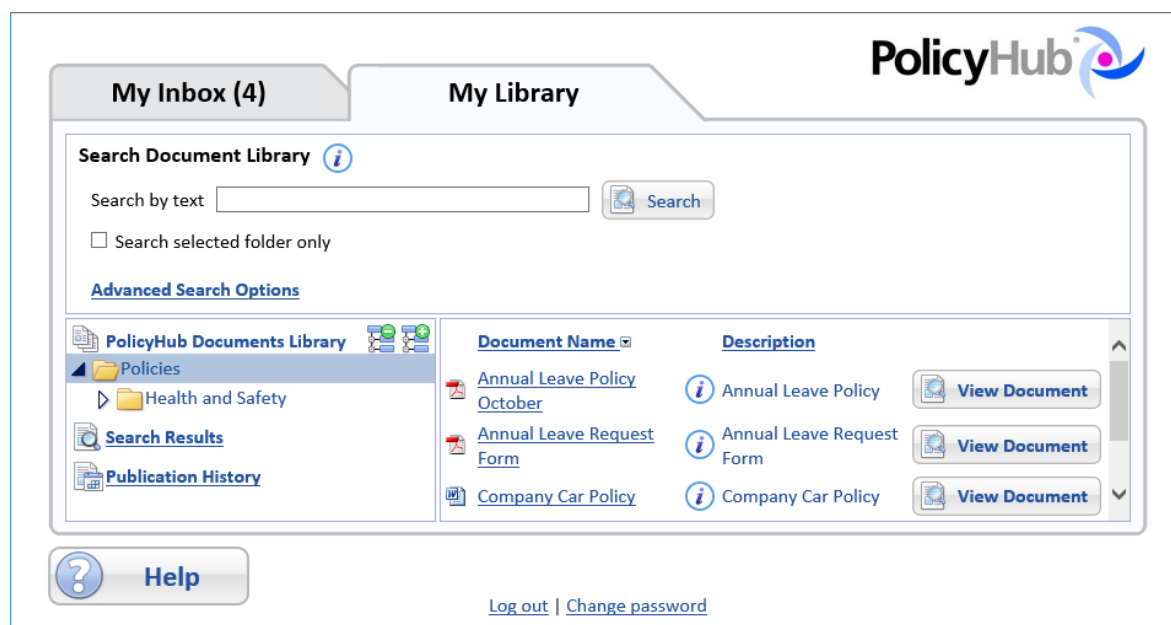 PolicyHub
My Inbox (4)
My Library
Search Document Library
Search by text
Search
Search selected folder only
Advanced Search Options
PolicyHub Documents Library
Policies
Health and Safety
Search Results
Publication History
Document Name
Description
Annual Leave Policy
October
Annual Leave Policy
View Document
Annual Leave Request
Form
Annual Leave Request
Form
View Document
Company Car Policy
Company Car Policy
View Document
Help
Log out | Change password